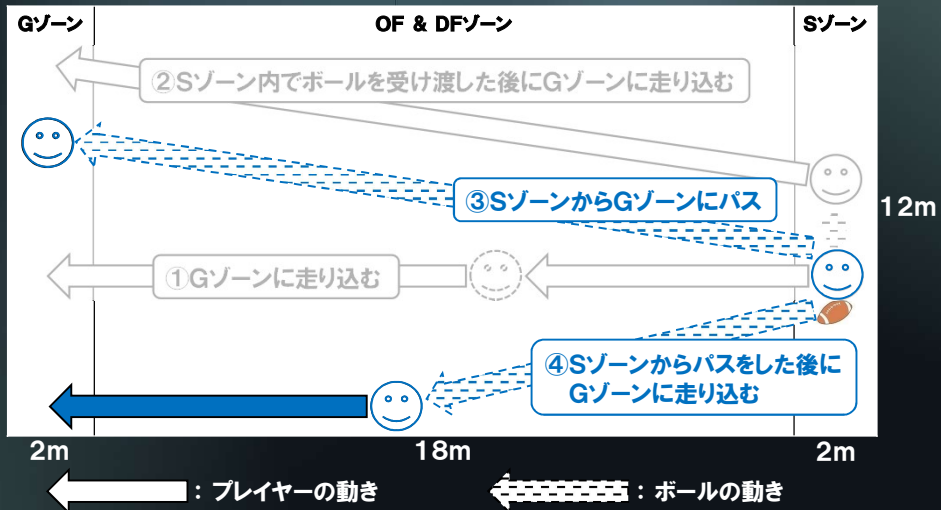 Gゾーン
OF & DFゾーン
Sゾーン
②Sゾーン内でボールを受け渡した後にGゾーンに走り込む
③SゾーンからGゾーンにパス
12m
①Gゾーンに走り込む
④Sゾーンからパスをした後に
Gゾーンに走り込む
2m
18m
2m
：プレイヤーの動き
：ボールの動き